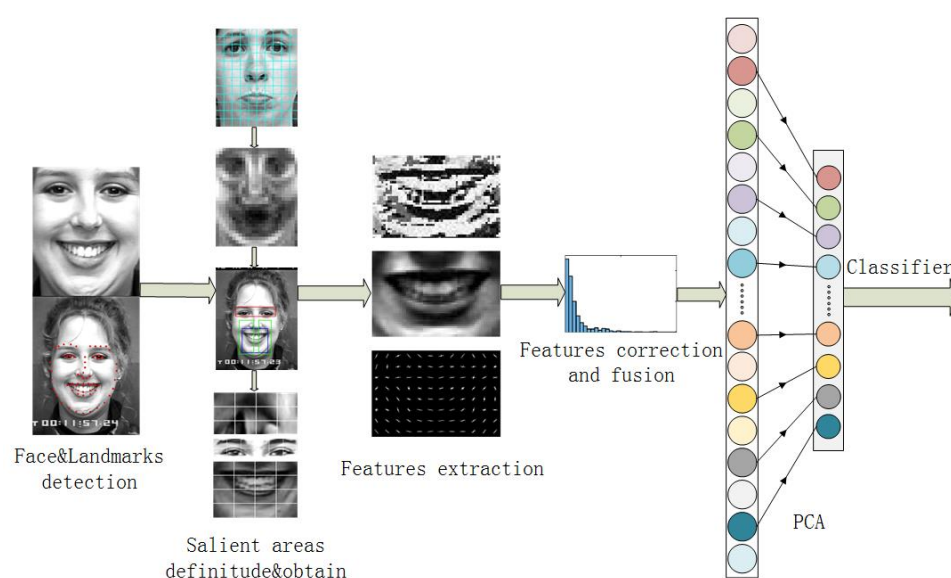 Face&Landmarks
detection
Salient areas
definitude&obtain
Features extraction
Features correction
and fusion
PCA
Classifier